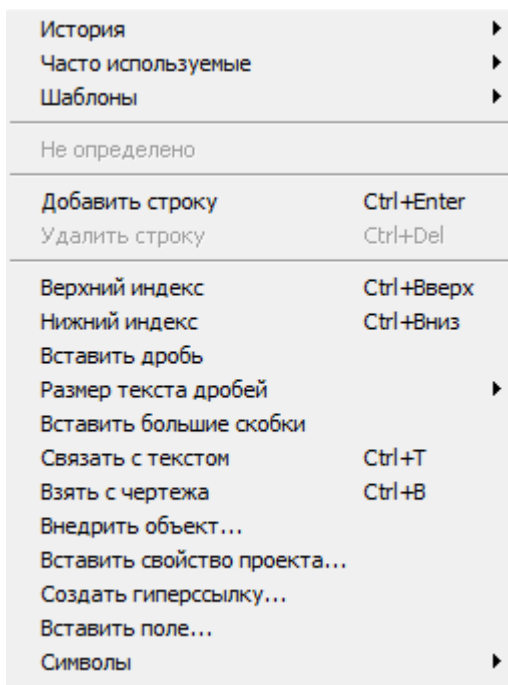 История
Часто используемые
Шаблоны
Не определено
Добавить строку Ctrl+Enter
Удалить строку Ctrl+Del
Верхний индекс Ctrl+Вверх
Нижний индекс Ctrl+Вниз
Вставить дробь
Размер текста дробей
Вставить большие скобки
Связать с текстом Ctrl+T
Взять с чертежа Ctrl+B
Внедрить объект...
Вставить свойство проекта...
Создать гиперссылку...
Вставить поле...
Символы